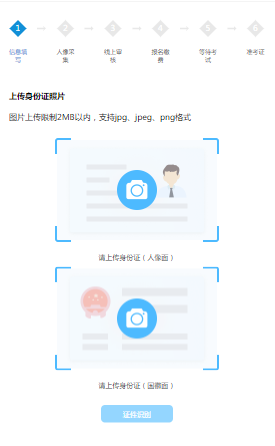 1
2
3
4
5
6
信息填写
人像采集
线上审核
报名缴费
等待考试
准考证
上传身份证照片
图片上传限制2MB以内，支持jpg、jpeg、png格式
请上传身份证（人像面）
请上传身份证（国徽面）
证件识别